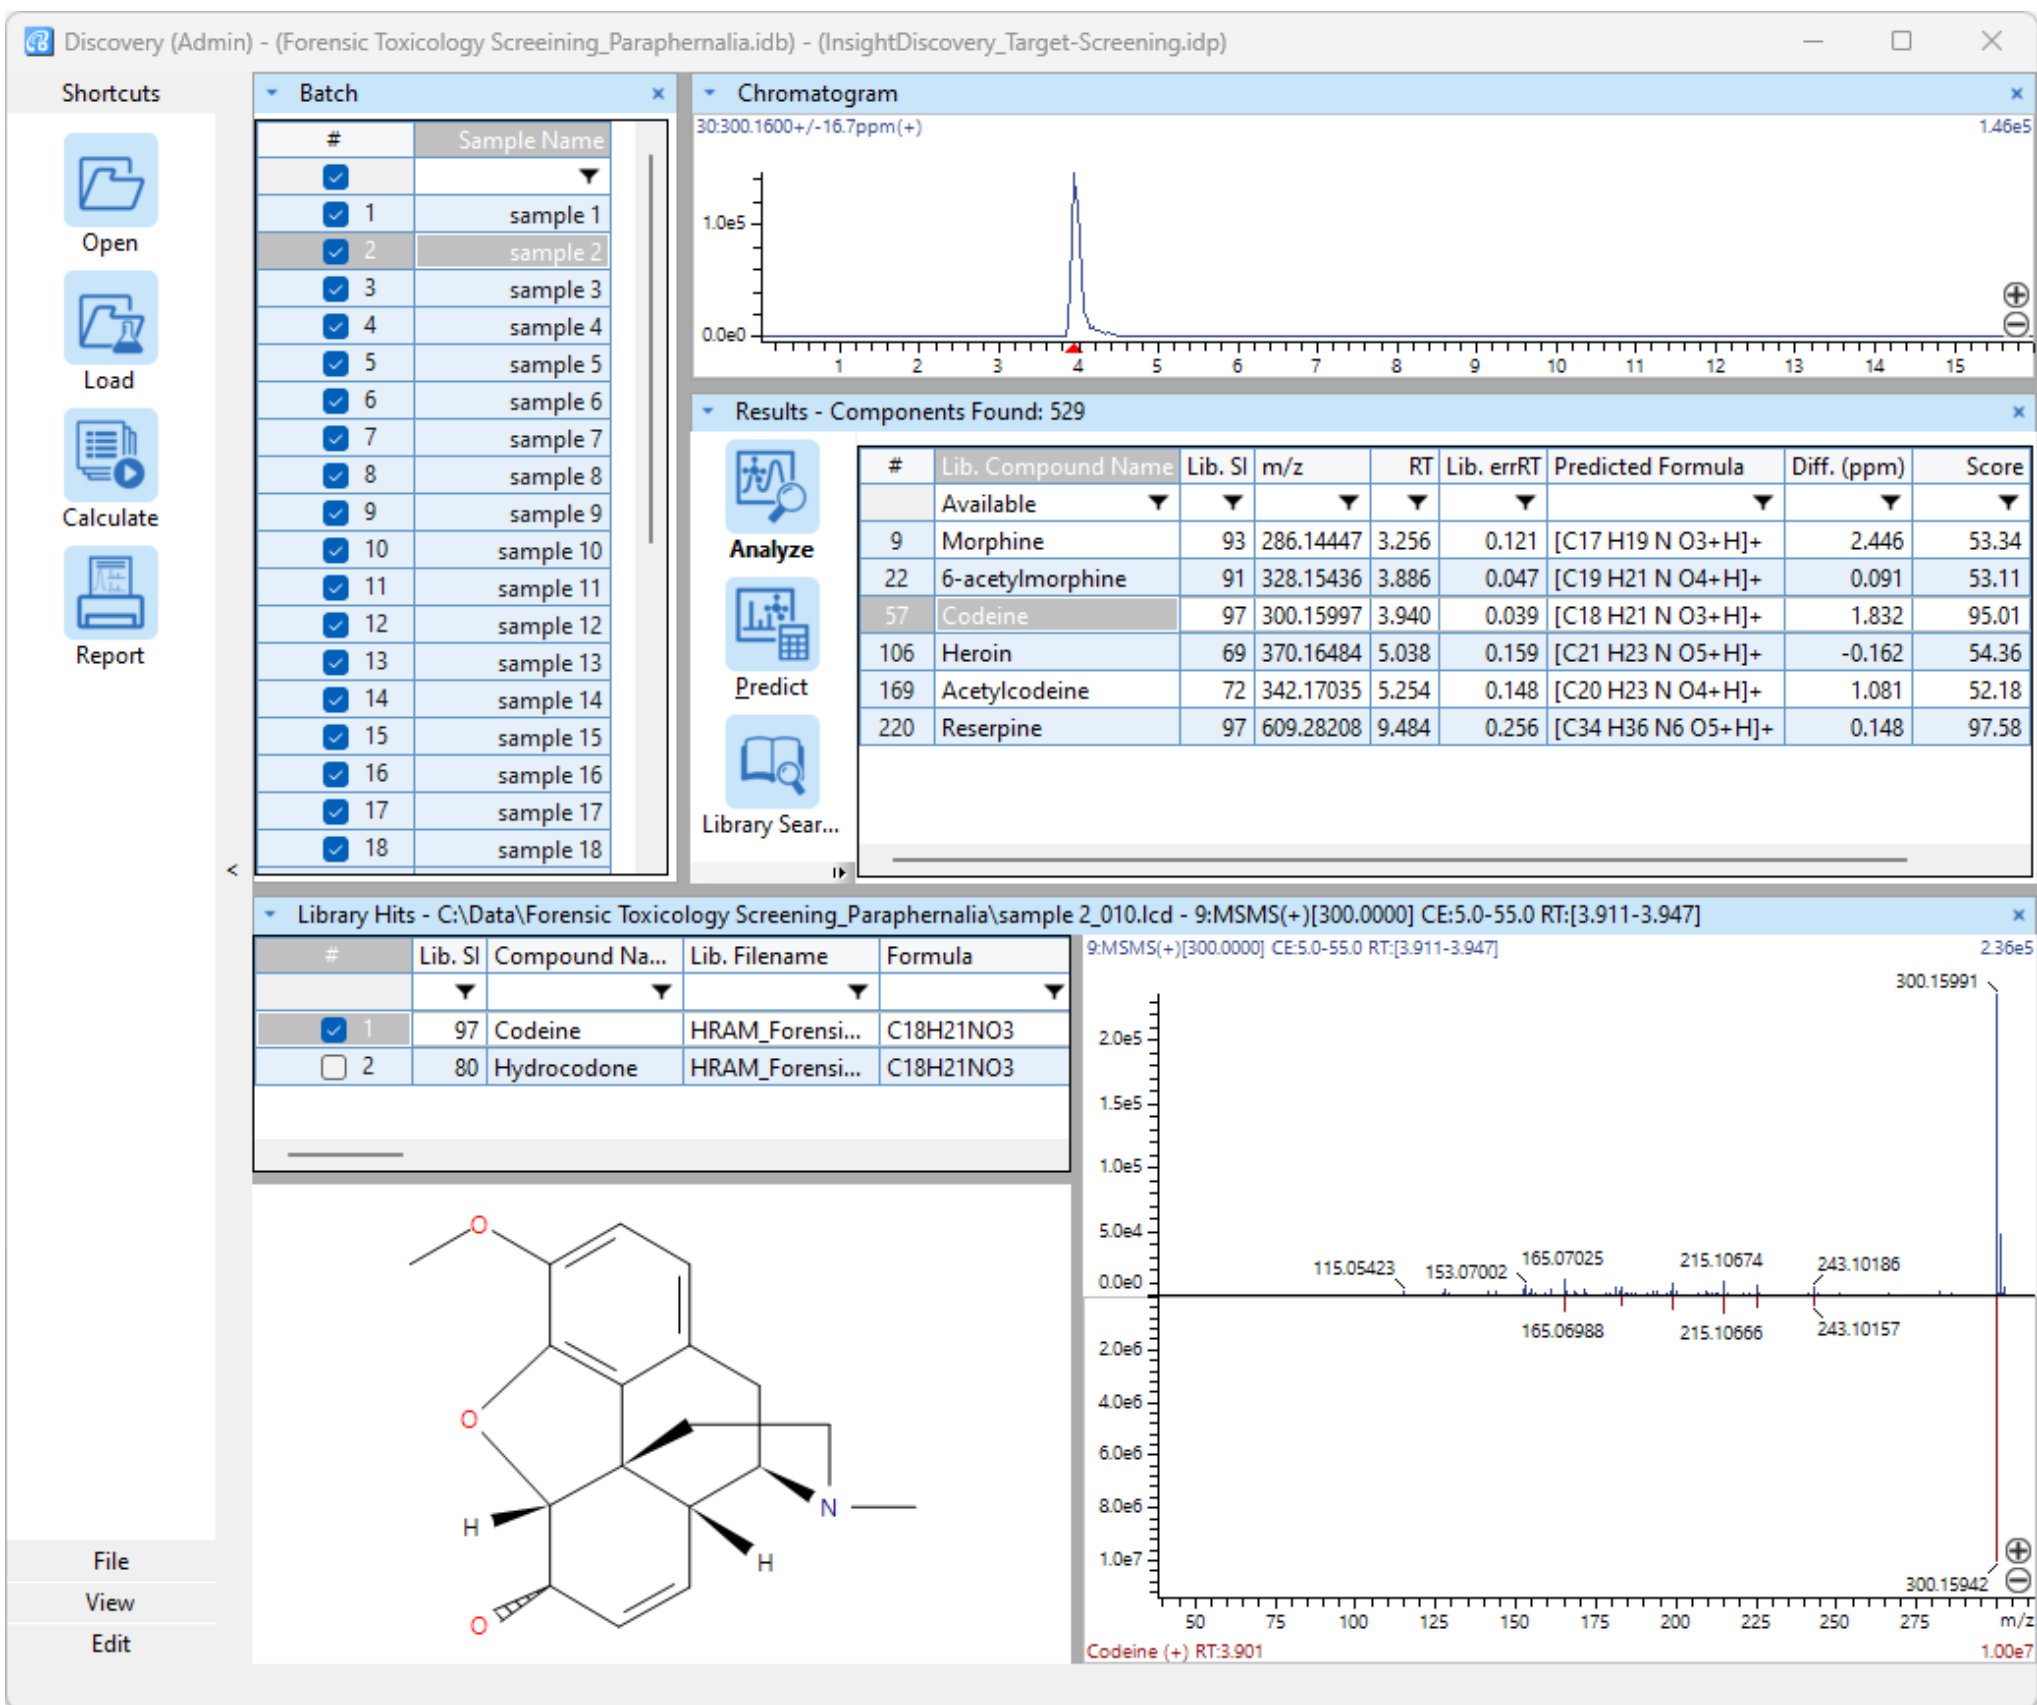 Discovery (Admin) - (Forensic Toxicology Screeining_Paraphernalia.idb) - (InsightDiscovery_Target-Screening.idp)
Shortcuts
Open
Load
Calculate
Report
<
File
View
Edit
Batch
# Sample Name
1 sample 1
2 sample 2
3 sample 3
4 sample 4
5 sample 5
6 sample 6
7 sample 7
8 sample 8
9 sample 9
10 sample 10
11 sample 11
12 sample 12
13 sample 13
14 sample 14
15 sample 15
16 sample 16
17 sample 17
18 sample 18
Chromatogram
30:300.1600+/-16.7ppm(+) 1.46e5
1.0e5
0.0e0
1 2 3 4 5 6 7 8 9 10 11 12 13 14 15
Results - Components Found: 529
Analyze
Predict
Library Sear...
# Lib. Compound Name Lib. SI m/z RT Lib. errRT Predicted Formula Diff. (ppm) Score
Available
9 Morphine 93 286.14447 3.256 0.121 [C17 H19 N O3+H]+ 2.446 53.34
22 6-acetylmorphine 91 328.15436 3.886 0.047 [C19 H21 N O4+H]+ 0.091 53.11
57 Codeine 97 300.15997 3.940 0.039 [C18 H21 N O3+H]+ 1.832 95.01
106 Heroin 69 370.16484 5.038 0.159 [C21 H23 N O5+H]+ -0.162 54.36
169 Acetylcodeine 72 342.17035 5.254 0.148 [C20 H23 N O4+H]+ 1.081 52.18
220 Reserpine 97 609.28208 9.484 0.256 [C34 H36 N6 O5+H]+ 0.148 97.58
Library Hits - C:\Data\Forensic Toxicology Screening_Paraphernalia\sample 2_010.lcd - 9:MSMS(+)[300.0000] CE:5.0-55.0 RT:[3.911-3.947]
# Lib. SI Compound Na... Lib. Filename Formula
1 97 Codeine HRAM_Forensi... C18H21NO3
2 80 Hydrocodone HRAM_Forensi... C18H21NO3
O
O
H
N
H
O
9:MSMS(+)[300.0000] CE:5.0-55.0 RT:[3.911-3.947] 2.36e5
300.15991
2.0e5
1.5e5
1.0e5
5.0e4
115.05423 153.07002 165.07025 215.10674 243.10186
0.0e0
165.06988 215.10666 243.10157
2.0e6
4.0e6
6.0e6
8.0e6
1.0e7
300.15942
50 75 100 125 150 175 200 225 250 275 m/z
Codeine (+) RT:3.901 1.00e7